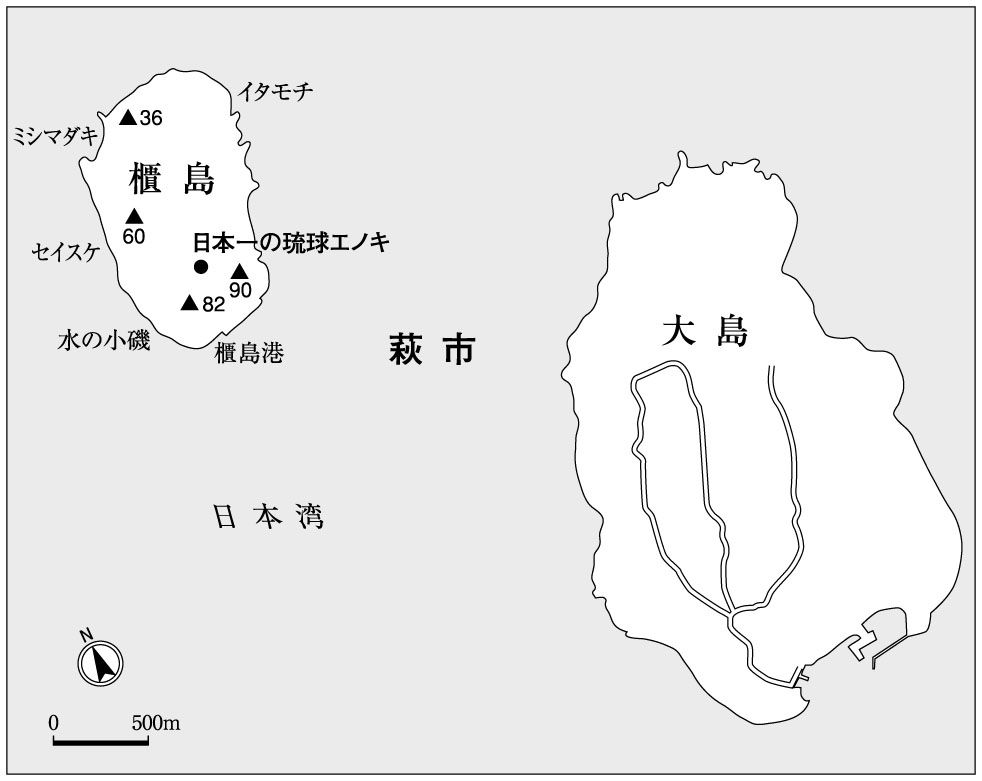 イタモチ
▲36
ミシマダキ
櫃島
▲
60
日本一の琉球エノキ
セイスケ
●
▲
90
▲82
水の小磯
櫃島港
萩市
大島
日本湾
N
0 500m